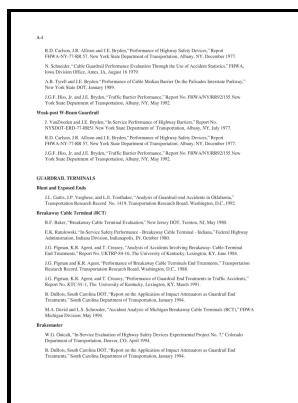 A-4
R.D. Carlson, J.R. Allison and J.E. Bryden, "Performance of Highway Safety Devices," Report
FHWA-NY-77-RR 57, New York State Department of Transportation, Albany, NY, December 1977.
N. Schneider, "Cable Guardrail Performance Evaluation Through the Use of Accident Statistics," FHWA,
Iowa Division Office, Ames, IA, August 16 1979.
A.B. Tyrell and J.E. Bryden, "Performance of Cable Median Barrier On the Palisades Interstate Parkway,"
New York State DOT, January 1989.
J.G.F. Hiss, Jr. and J.E. Bryden, "Traffic Barrier Performance," Report No. FHWA/NY/RR92/155 New
York State Department of Transportation, Albany, NY, May 1992.
Weak-post W-Beam Guardrail
J. VanZweden and J.E. Bryden, "In-Service Performance of Highway Barriers," Report No.
NYSDOT-ERD-77-RR51 New York State Department of Transportation, Albany, NY, July 1977.
R.D. Carlson, J.R. Allison and J.E. Bryden, "Performance of Highway Safety Devices," Report
FHWA-NY-77-RR 57, New York State Department of Transportation, Albany, NY, December 1977.
J.G.F. Hiss, Jr. and J.E. Bryden, "Traffic Barrier Performance," Report No. FHWA/NY/RR92/155 New
York State Department of Transportation, Albany, NY, May 1992.
GUARDRAIL TERMINALS
Blunt and Exposed Ends
J.L. Gattis, J.P. Varghese, and L.E. Toothaker, "Analysis of Guardrail-end Accidents in Oklahoma,"
Transportation Research Record No. 1419, Transportation Research Board, Washington, D.C., 1992.
Breakaway Cable Terminal (BCT)
B.F. Baker, "Breakaway Cable Terminal Evaluation," New Jersey DOT, Trenton, NJ, May 1980.
E.K. Ratulowski, "In-Service Safety Performance - Breakaway Cable Terminal - Indiana," Federal Highway
Administration, Indiana Division, Indianapolis, IN, October 1980.
J.G. Pigman, K.R. Agent, and T. Creasey, "Analysis of Accidents Involving Breakaway-Cable-Terminal
End Treatments," Report No. UKTRP-84-16, The University of Kentucky, Lexington, KY, June 1984.
J.G. Pigman and K.R. Agent, "Performance of Breakaway Cable Terminal End Treatments," Transportation
Research Record, Transportation Research Board, Washington, D.C., 1988.
J.G. Pigman, K.R. Agent, and T. Creasey, "Performance of Guardrail End Treatments in Traffic Accidents,"
Report No. KTC-91-1, The University of Kentucky, Lexington, KY, March 1991.
B. DuBose, South Carolina DOT, "Report on the Application of Impact Attenuators as Guardrail End
Treatments," South Carolina Department of Transportation, January 1994.
M.A. David and L.S. Schroeder, "Accident Analysis of Michigan Breakaway Cable Terminals (BCT)," FHWA
Michigan Division, May 1994.
Brakemaster
W.G. Outcalt, "In-Service Evaluation of Highway Safety Devices Experimental Project No. 7," Colorado
Department of Transportation, Denver, CO, April 1994.
B. DuBose, South Carolina DOT, "Report on the Application of Impact Attenuators as Guardrail End
Treatments," South Carolina Department of Transportation, January 1994.